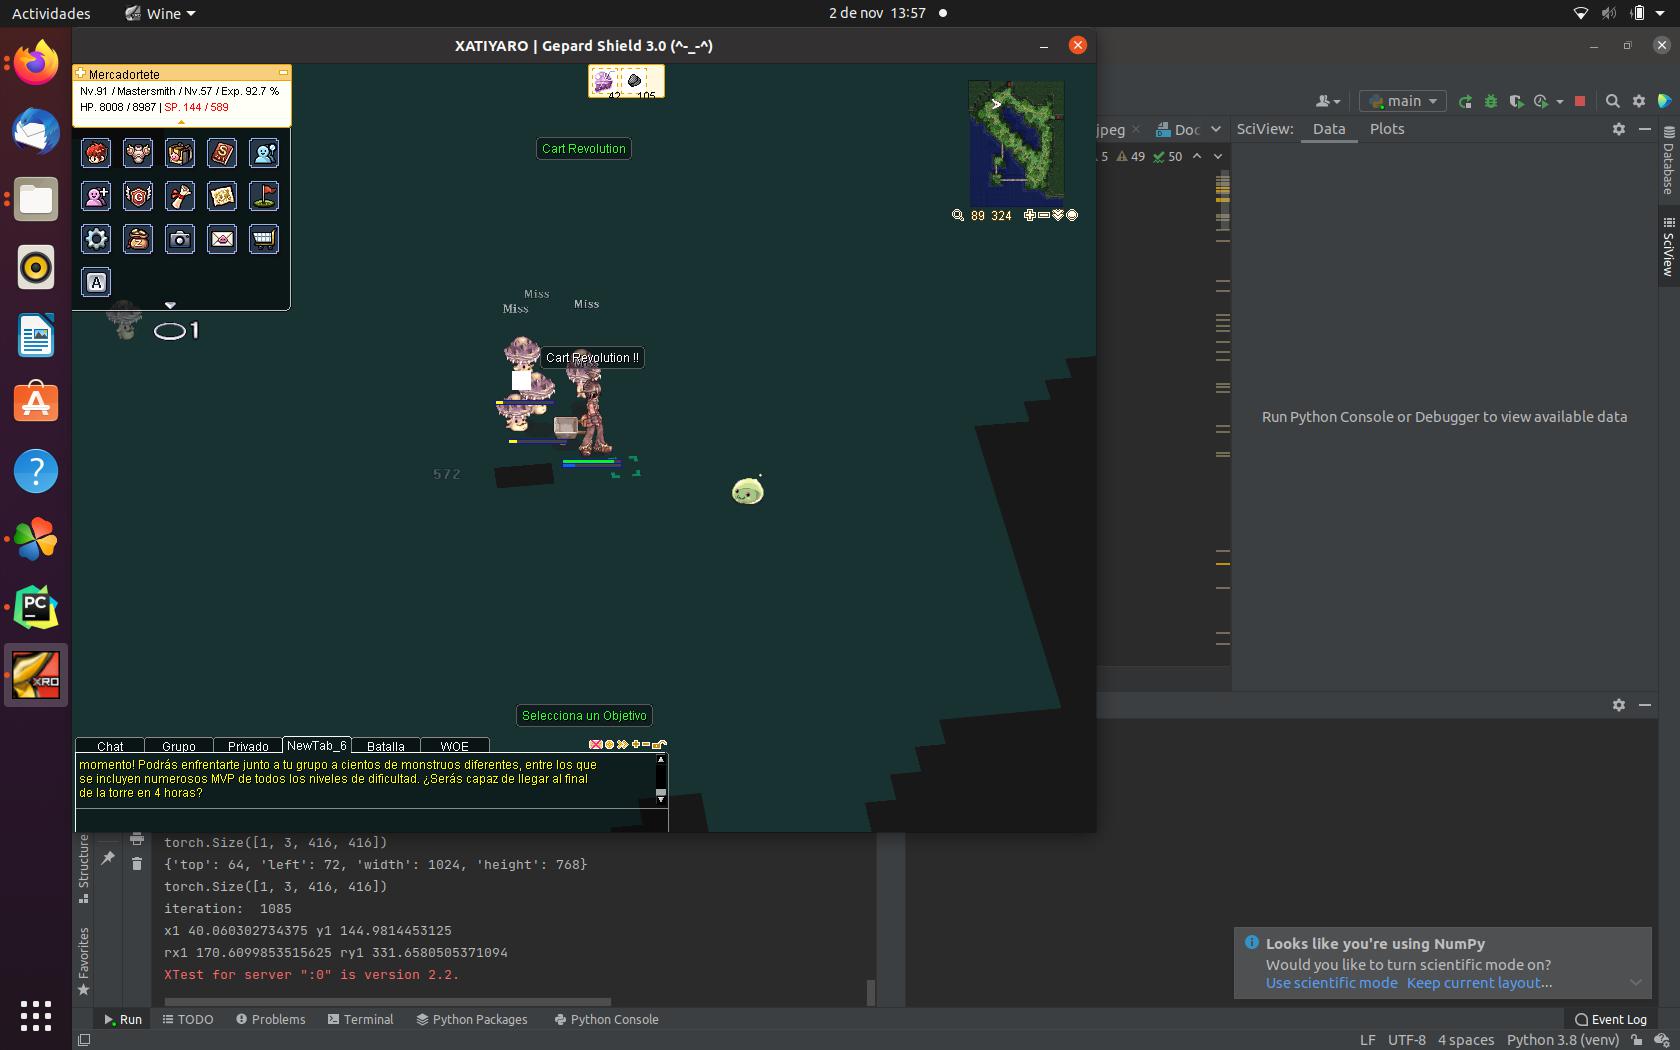 Actividades
Wine
2 de nov 13:57
XATIYARO | Gepard Shield 3.0 (^-_-^)
Mercadortete
Nv.91 / Mastersmith / Nv.57 / Exp. 92.7 %
HP. 8008 / 8987 | SP. 144 / 589
42 105
Cart Revolution
89 324
A
1
Miss
Miss
Miss
Cart Revolution !!
Miss
572
Selecciona un Objetivo
Chat Grupo Privado NewTab_6 Batalla WOE
momento! Podrás enfrentarte junto a tu grupo a cientos de monstruos diferentes, entre los que
se incluyen numerosos MVP de todos los niveles de dificultad. ¿Serás capaz de llegar al final
de la torre en 4 horas?
main
jpeg
Doc
SciView: Data Plots
5 49 50
Database
SciView
Run Python Console or Debugger to view available data
PC
XRO
torch.Size([1, 3, 416, 416])
{'top': 64, 'left': 72, 'width': 1024, 'height': 768}
torch.Size([1, 3, 416, 416])
iteration:  1085
x1 40.060302734375 y1 144.9814453125
rx1 170.6099853515625 ry1 331.6580505371094
XTest for server ":0" is version 2.2.
Structure
Favorites
Looks like you're using NumPy
Would you like to turn scientific mode on?
Use scientific mode Keep current layout...
Run TODO Problems Terminal Python Packages Python Console
Event Log
LF UTF-8 4 spaces Python 3.8 (venv)